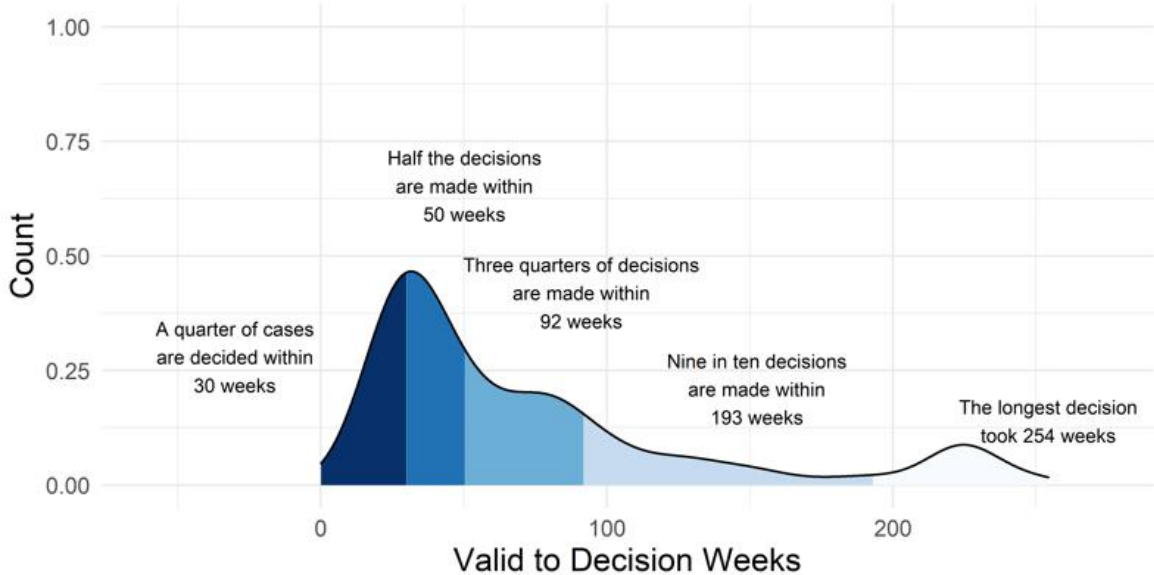 1.00
0.75
0.50
0.25
0.00
Count
Half the decisions
are made within
50 weeks
Three quarters of decisions
are made within
92 weeks
A quarter of cases
are decided within
30 weeks
Nine in ten decisions
are made within
193 weeks
The longest decision
took 254 weeks
0 100 200
Valid to Decision Weeks